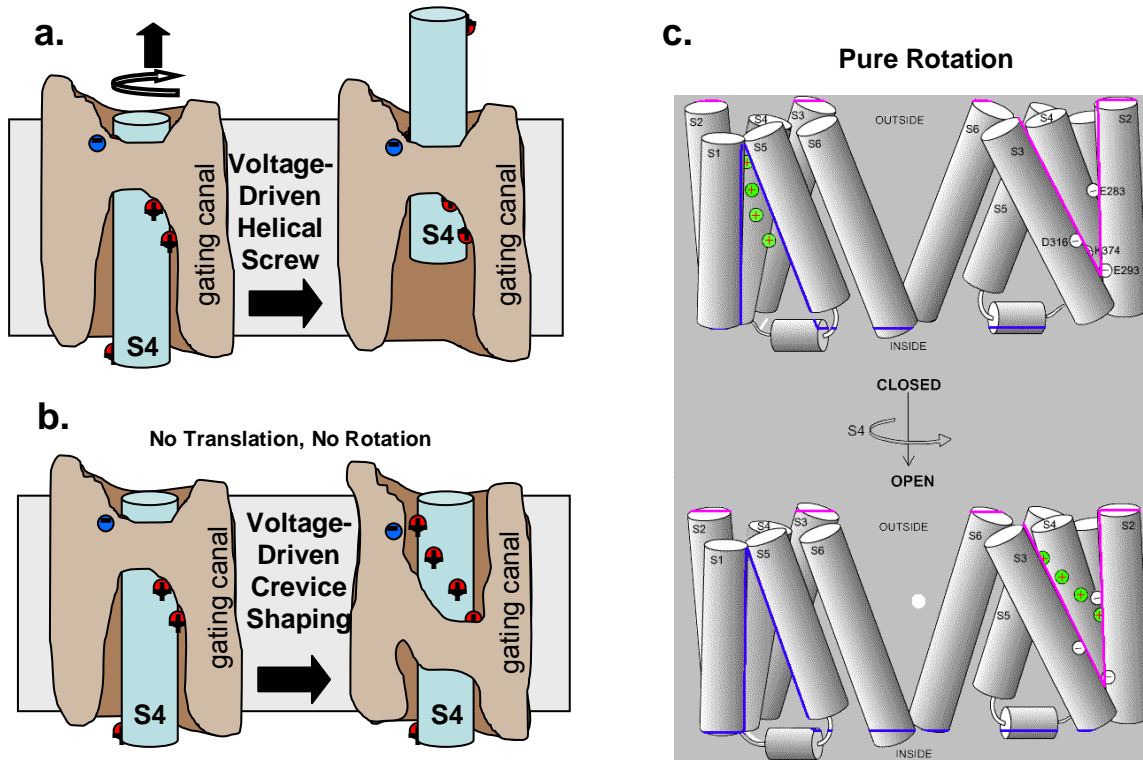 a.
Voltage-
Driven
Helical
Screw
gating canal
S4
gating canal
S4
b.
No Translation, No Rotation
Voltage-
Driven
Crevice
Shaping
gating canal
S4
gating canal
S4
c.
Pure Rotation
OUTSIDE
S2
S4
S3
S1
S5
S6
S6
S4
S2
S3
E283
S5
D316
K374
E293
INSIDE
CLOSED
S4
OPEN
OUTSIDE
S2
S4
S3
S1
S5
S6
S6
S4
S2
S3
S5
INSIDE